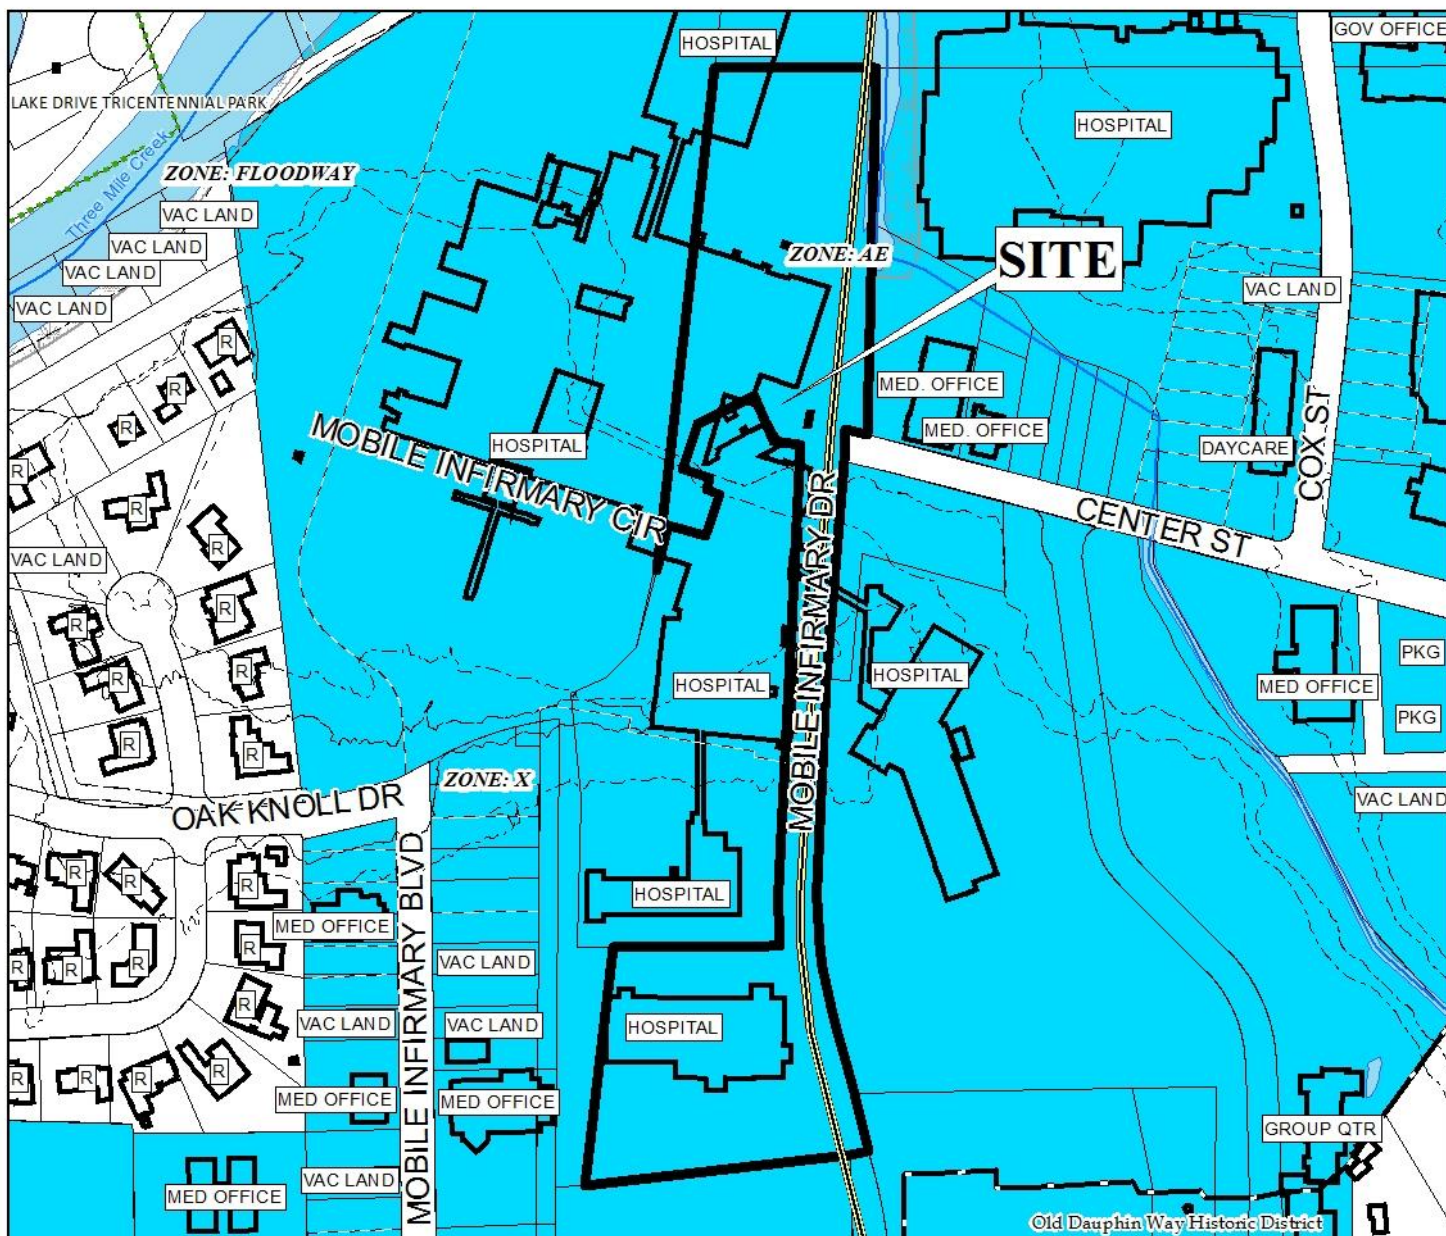 HOSPITAL
GOV OFFICE
LAKE DRIVE TRICENTENNIAL PARK
HOSPITAL
Three Mile Creek
ZONE: FLOODWAY
VAC LAND
VAC LAND
VAC LAND
VAC LAND
ZONE: AE
SITE
VAC LAND
R
R
R
MED. OFFICE
MED. OFFICE
DAYCARE
COX ST
MOBILE INFIRMARY CIR
HOSPITAL
R
R
R
CENTER ST
VAC LAND
R
R
MOBILE INFIRMARY DR
R
R
R
HOSPITAL
HOSPITAL
MED OFFICE
PKG
PKG
R
R
ZONE: X
OAK KNOLL DR
VAC LAND
R
R
R
HOSPITAL
MED OFFICE
MOBILE INFIRMARY BLVD
R
R
R
R
VAC LAND
R
VAC LAND
VAC LAND
HOSPITAL
R
R
R
R
MED OFFICE
MED OFFICE
GROUP QTR
VAC LAND
MED OFFICE
Old Dauphin Way Historic District